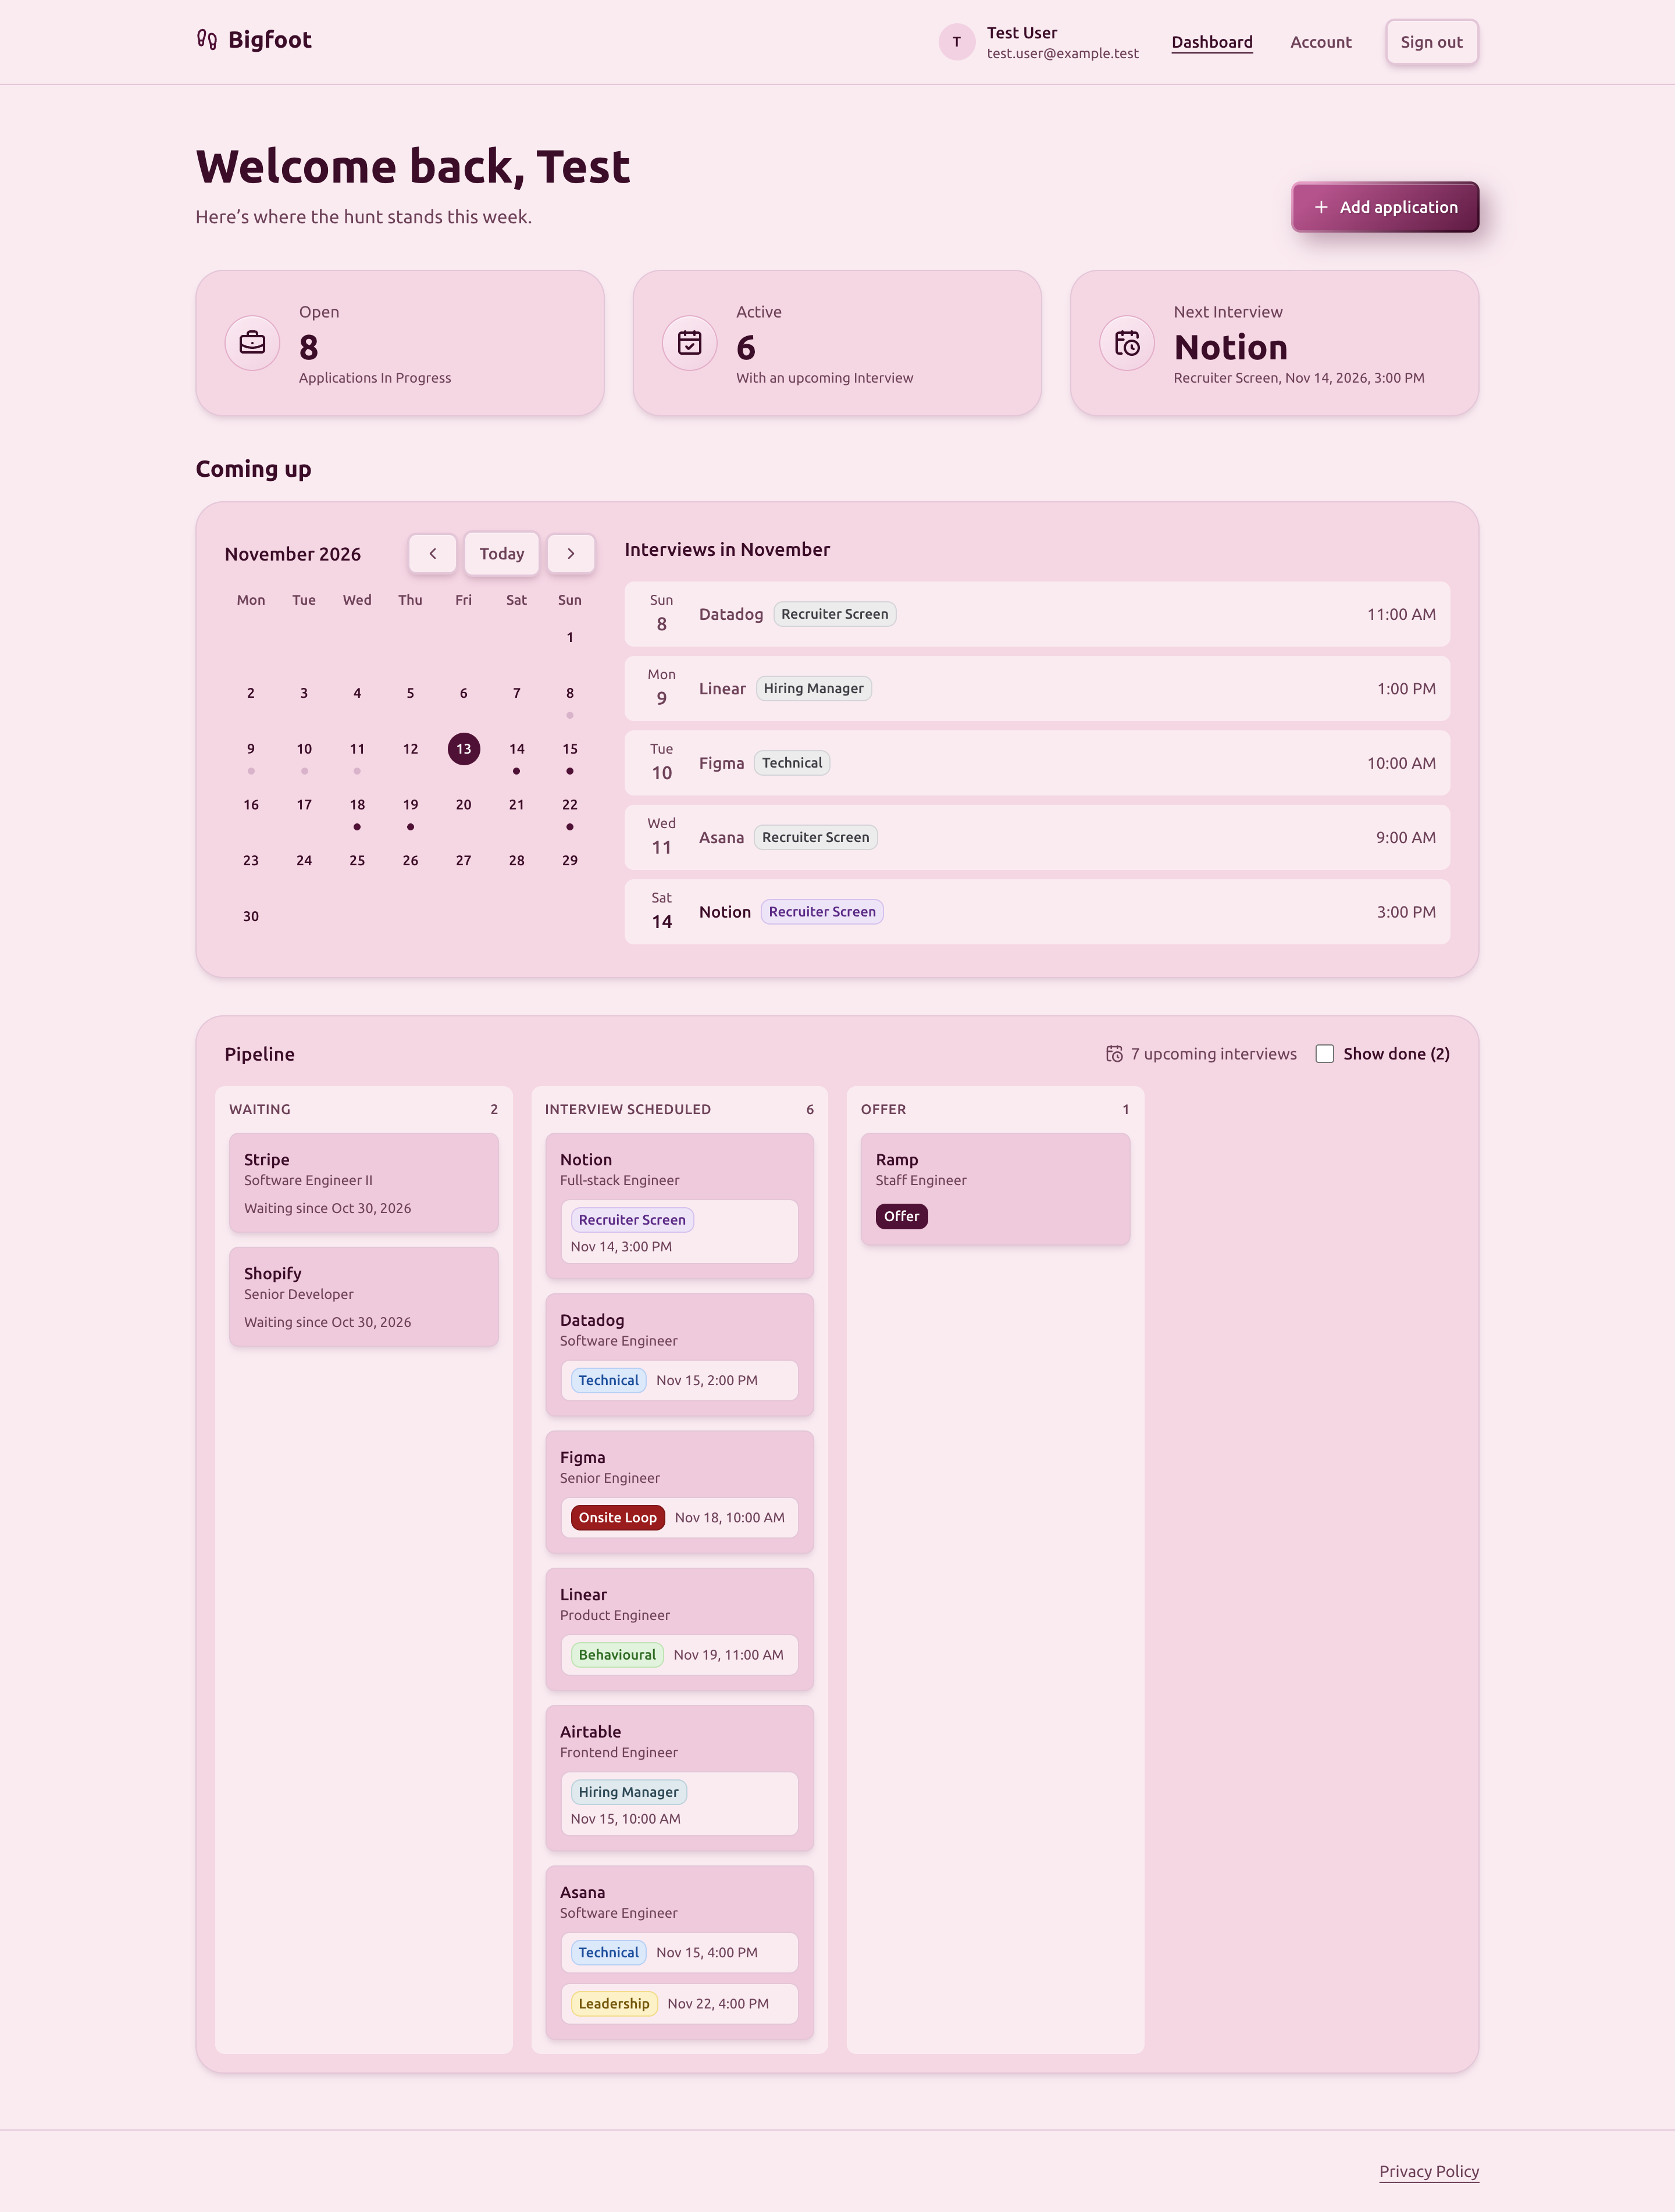 Bigfoot
T
Test User
test.user@example.test
Dashboard
Account
Sign out
Welcome back, Test
Here’s where the hunt stands this week.
Add application
Open
8
Applications In Progress
Active
6
With an upcoming Interview
Next Interview
Notion
Recruiter Screen, Nov 14, 2026, 3:00 PM
Coming up
November 2026
Today
Mon Tue Wed Thu Fri Sat Sun
1
2 3 4 5 6 7 8
9 10 11 12 13 14 15
16 17 18 19 20 21 22
23 24 25 26 27 28 29
30
Interviews in November
Sun
8
Datadog Recruiter Screen 11:00 AM
Mon
9
Linear Hiring Manager 1:00 PM
Tue
10
Figma Technical 10:00 AM
Wed
11
Asana Recruiter Screen 9:00 AM
Sat
14
Notion Recruiter Screen 3:00 PM
Pipeline
7 upcoming interviews
Show done (2)
WAITING 2
Stripe
Software Engineer II
Waiting since Oct 30, 2026
Shopify
Senior Developer
Waiting since Oct 30, 2026
INTERVIEW SCHEDULED 6
Notion
Full-stack Engineer
Recruiter Screen
Nov 14, 3:00 PM
Datadog
Software Engineer
Technical Nov 15, 2:00 PM
Figma
Senior Engineer
Onsite Loop Nov 18, 10:00 AM
Linear
Product Engineer
Behavioural Nov 19, 11:00 AM
Airtable
Frontend Engineer
Hiring Manager
Nov 15, 10:00 AM
Asana
Software Engineer
Technical Nov 15, 4:00 PM
Leadership Nov 22, 4:00 PM
OFFER 1
Ramp
Staff Engineer
Offer
Privacy Policy